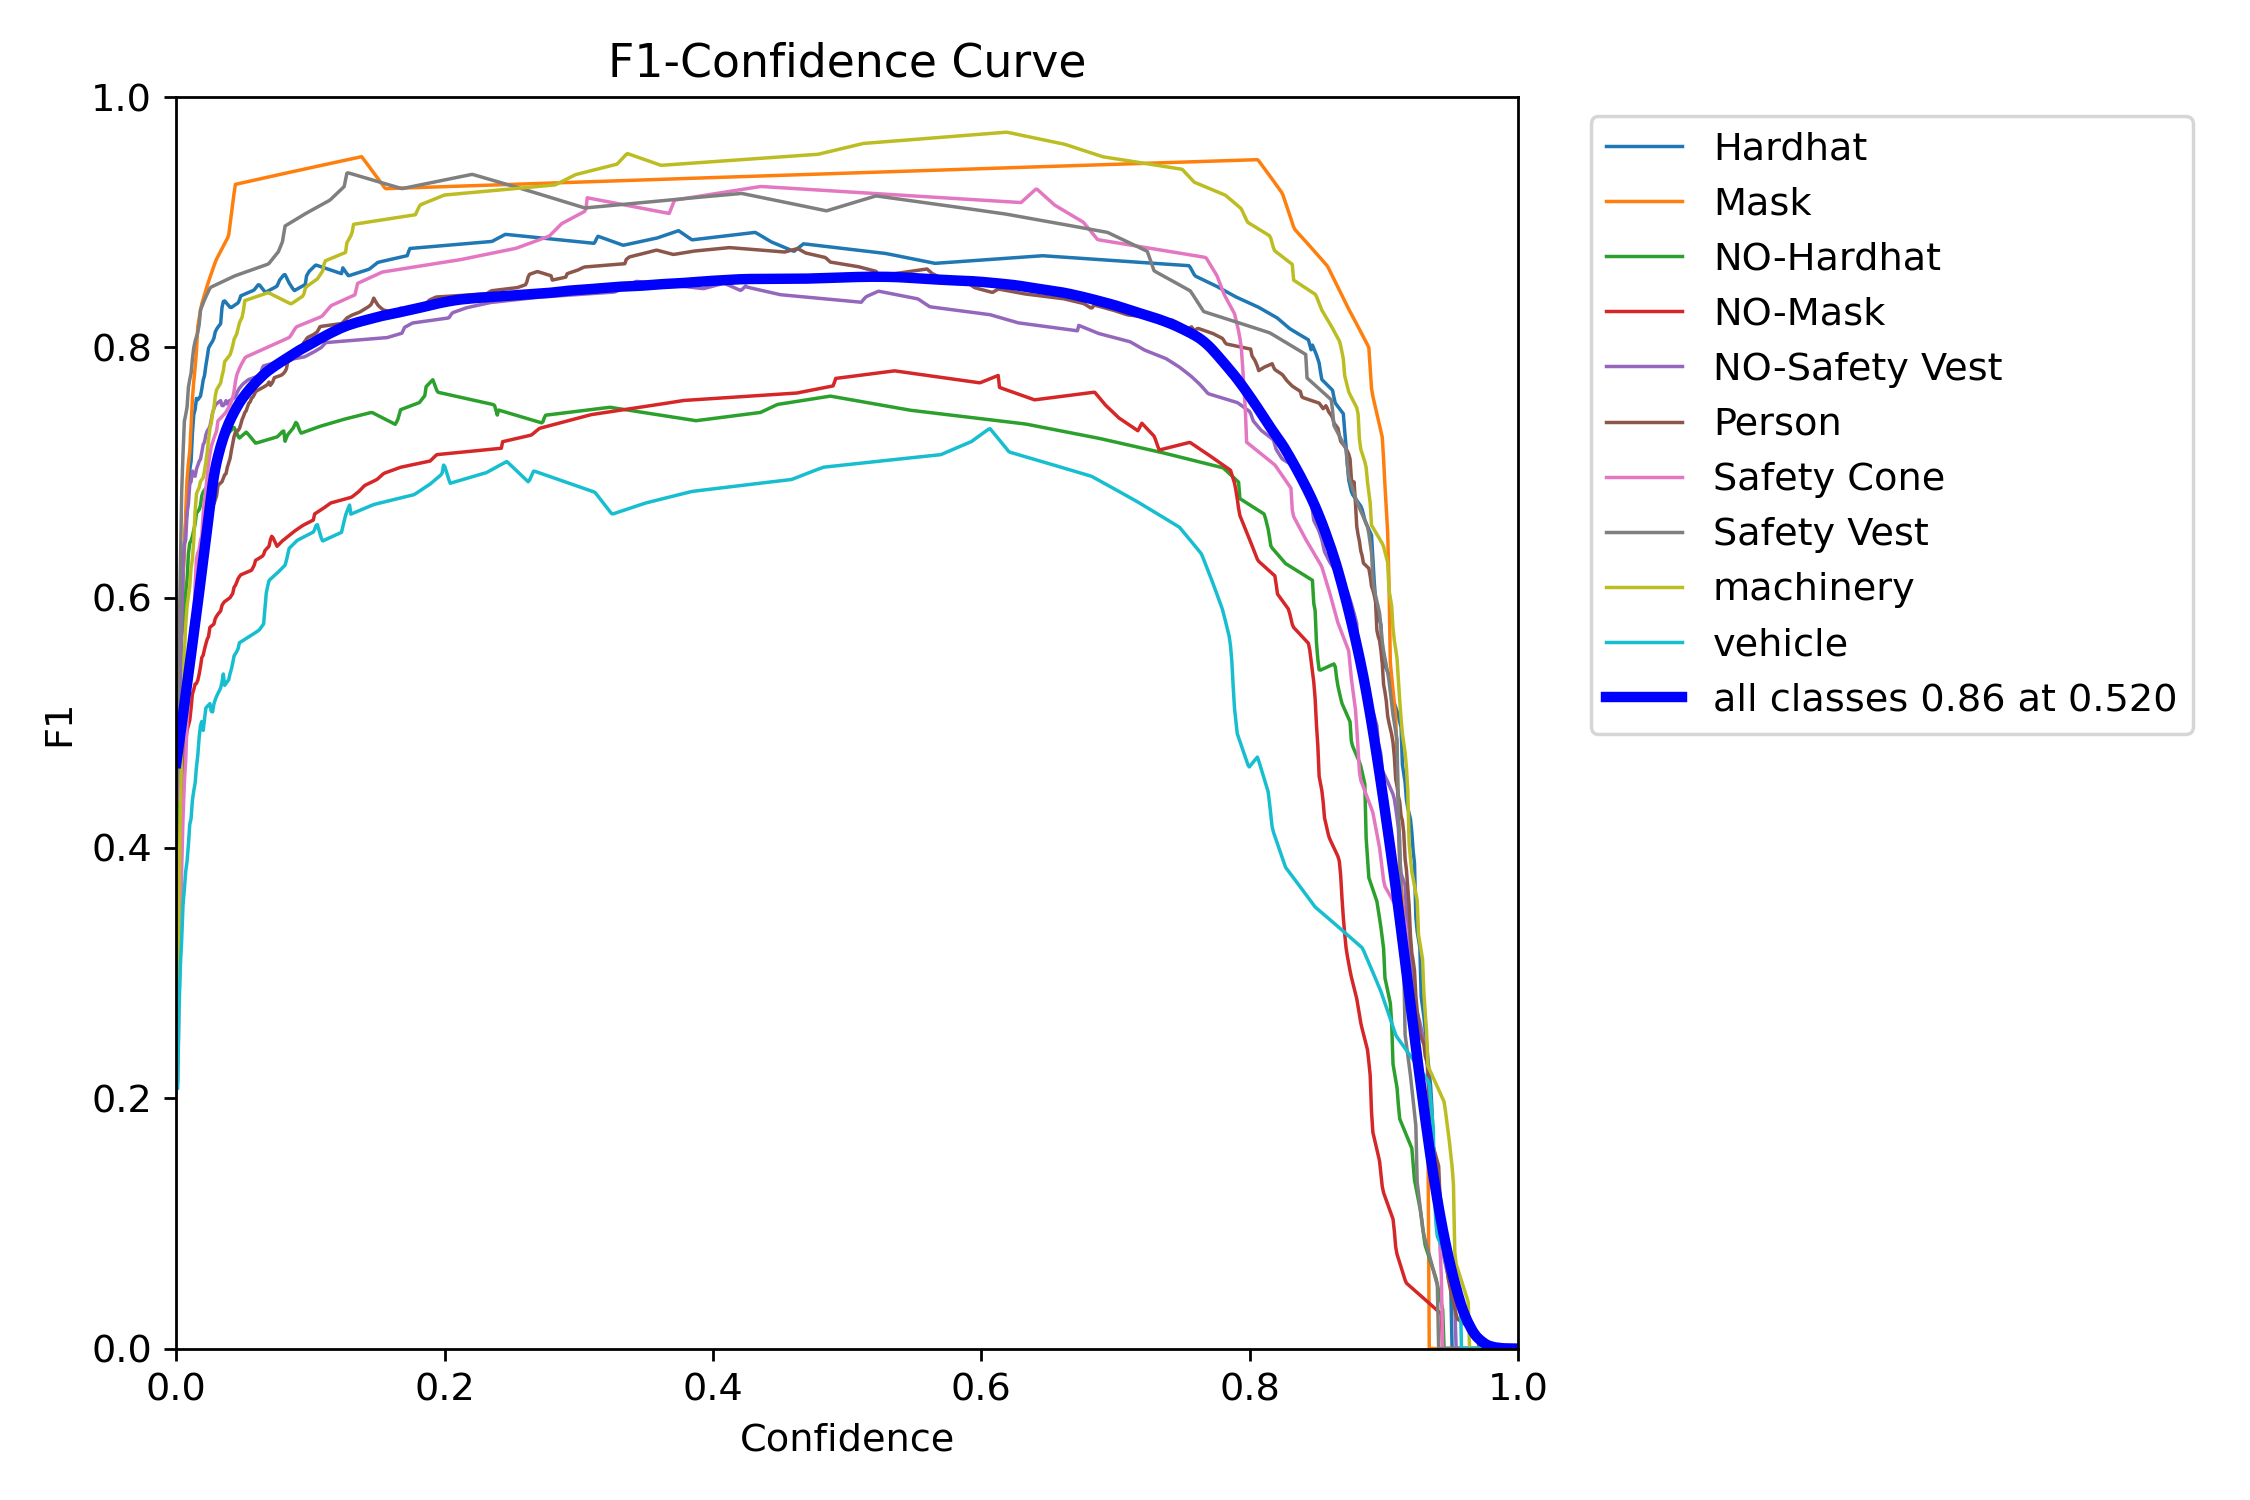 F1-Confidence Curve
1.0
0.8
0.6
0.4
0.2
0.0
F1
0.0 0.2 0.4 0.6 0.8 1.0
Confidence
Hardhat
Mask
NO-Hardhat
NO-Mask
NO-Safety Vest
Person
Safety Cone
Safety Vest
machinery
vehicle
all classes 0.86 at 0.520